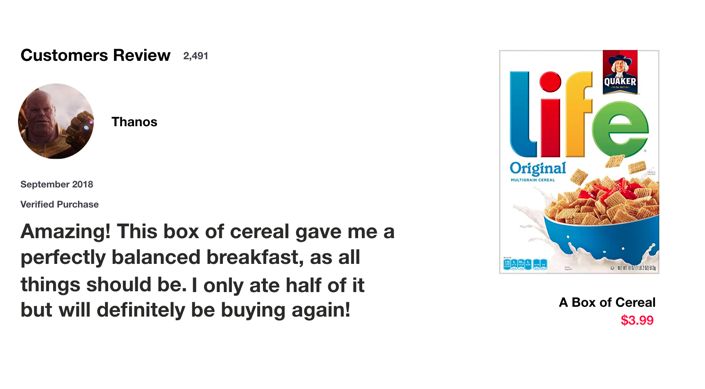 Customers Review 2,491
Thanos
September 2018
Verified Purchase
Amazing! This box of cereal gave me a
perfectly balanced breakfast, as all
things should be. I only ate half of it
but will definitely be buying again!
QUAKER
life
Original
MULTIGRAIN CEREAL
A Box of Cereal
$3.99